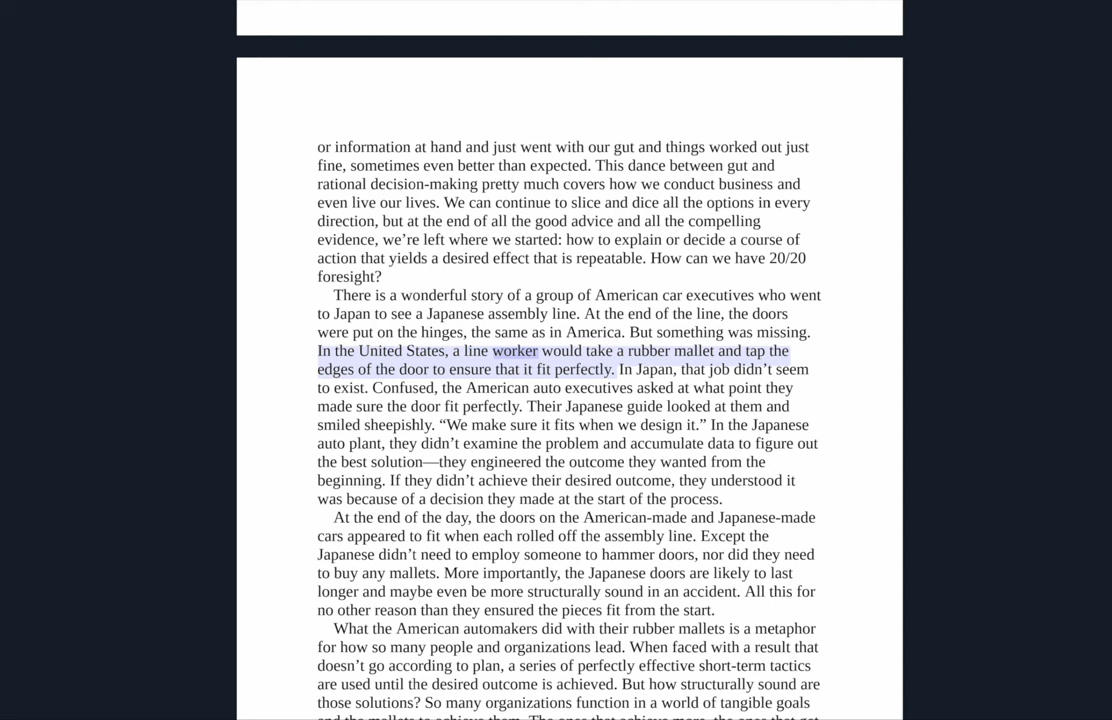 or information at hand and just went with our gut and things worked out just
fine, sometimes even better than expected. This dance between gut and
rational decision-making pretty much covers how we conduct business and
even live our lives. We can continue to slice and dice all the options in every
direction, but at the end of all the good advice and all the compelling
evidence, we’re left where we started: how to explain or decide a course of
action that yields a desired effect that is repeatable. How can we have 20/20
foresight?
There is a wonderful story of a group of American car executives who went
to Japan to see a Japanese assembly line. At the end of the line, the doors
were put on the hinges, the same as in America. But something was missing.
In the United States, a line worker would take a rubber mallet and tap the
edges of the door to ensure that it fit perfectly. In Japan, that job didn’t seem
to exist. Confused, the American auto executives asked at what point they
made sure the door fit perfectly. Their Japanese guide looked at them and
smiled sheepishly. “We make sure it fits when we design it.” In the Japanese
auto plant, they didn’t examine the problem and accumulate data to figure out
the best solution—they engineered the outcome they wanted from the
beginning. If they didn’t achieve their desired outcome, they understood it
was because of a decision they made at the start of the process.
At the end of the day, the doors on the American-made and Japanese-made
cars appeared to fit when each rolled off the assembly line. Except the
Japanese didn’t need to employ someone to hammer doors, nor did they need
to buy any mallets. More importantly, the Japanese doors are likely to last
longer and maybe even be more structurally sound in an accident. All this for
no other reason than they ensured the pieces fit from the start.
What the American automakers did with their rubber mallets is a metaphor
for how so many people and organizations lead. When faced with a result that
doesn’t go according to plan, a series of perfectly effective short-term tactics
are used until the desired outcome is achieved. But how structurally sound are
those solutions? So many organizations function in a world of tangible goals
and the mallets to achieve them. The ones that achieve more, the ones that get